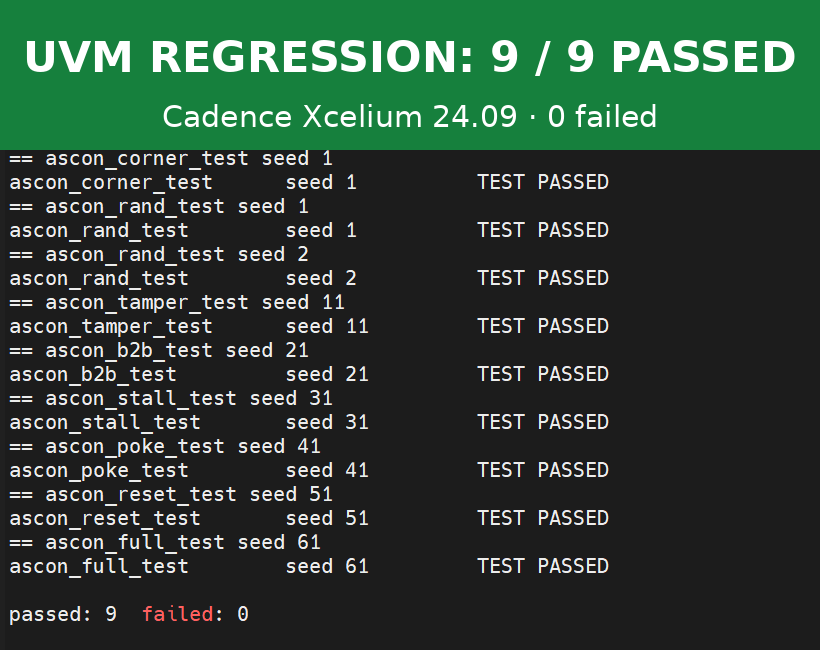 UVM REGRESSION: 9 / 9 PASSED
Cadence Xcelium 24.09 · 0 failed
== ascon_corner_test seed 1
ascon_corner_test      seed 1          TEST PASSED
== ascon_rand_test seed 1
ascon_rand_test        seed 1          TEST PASSED
== ascon_rand_test seed 2
ascon_rand_test        seed 2          TEST PASSED
== ascon_tamper_test seed 11
ascon_tamper_test      seed 11         TEST PASSED
== ascon_b2b_test seed 21
ascon_b2b_test         seed 21         TEST PASSED
== ascon_stall_test seed 31
ascon_stall_test       seed 31         TEST PASSED
== ascon_poke_test seed 41
ascon_poke_test        seed 41         TEST PASSED
== ascon_reset_test seed 51
ascon_reset_test       seed 51         TEST PASSED
== ascon_full_test seed 61
ascon_full_test        seed 61         TEST PASSED
passed: 9  failed: 0